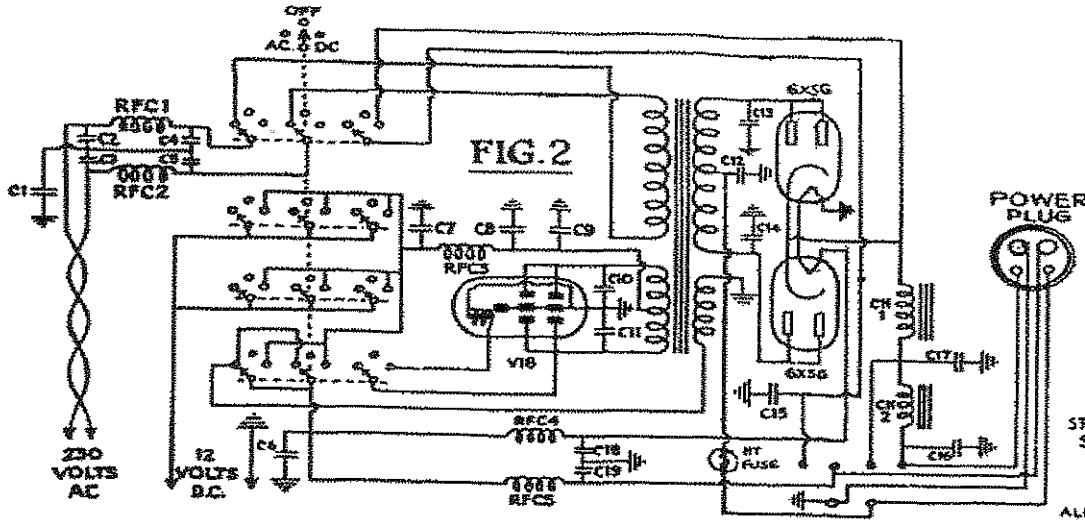 OFF
AC DC
RFC1
C2
C4
C3
C5
RFC2
C1
FIG. 2
C7
C8
C9
RFC3
C10
C11
V18
6X5G
C13
C12
C14
6X5G
C15
POWER
PLUG
CH
1
C17
CH
2
C16
RFC4
C18
C19
RFC5
C6
HT
FUSE
230
VOLTS
AC
12
VOLTS
D.C.
ST
S
AL